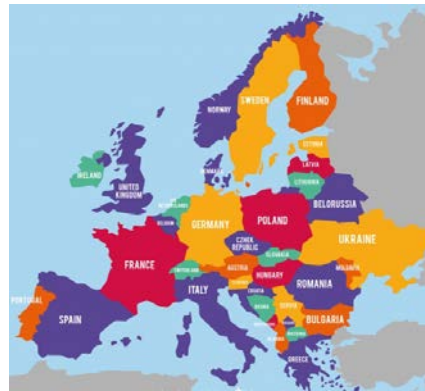 NORWAY
SWEDEN
FINLAND
ESTONIA
LATVIA
LITHUANIA
DENMARK
IRELAND
UNITED
KINGDOM
NETHERLANDS
BELGIUM
BELORUSSIA
GERMANY
POLAND
CZHEK
REPUBLIC
UKRAINE
SLOVAKIA
FRANCE
SWITZERLAND
AUSTRIA
HUNGARY
MOLDOVA
ITALY
CROATIA
ROMANIA
BOSNIA
SERBIA
PORTUGAL
SPAIN
BULGARIA
GREECE